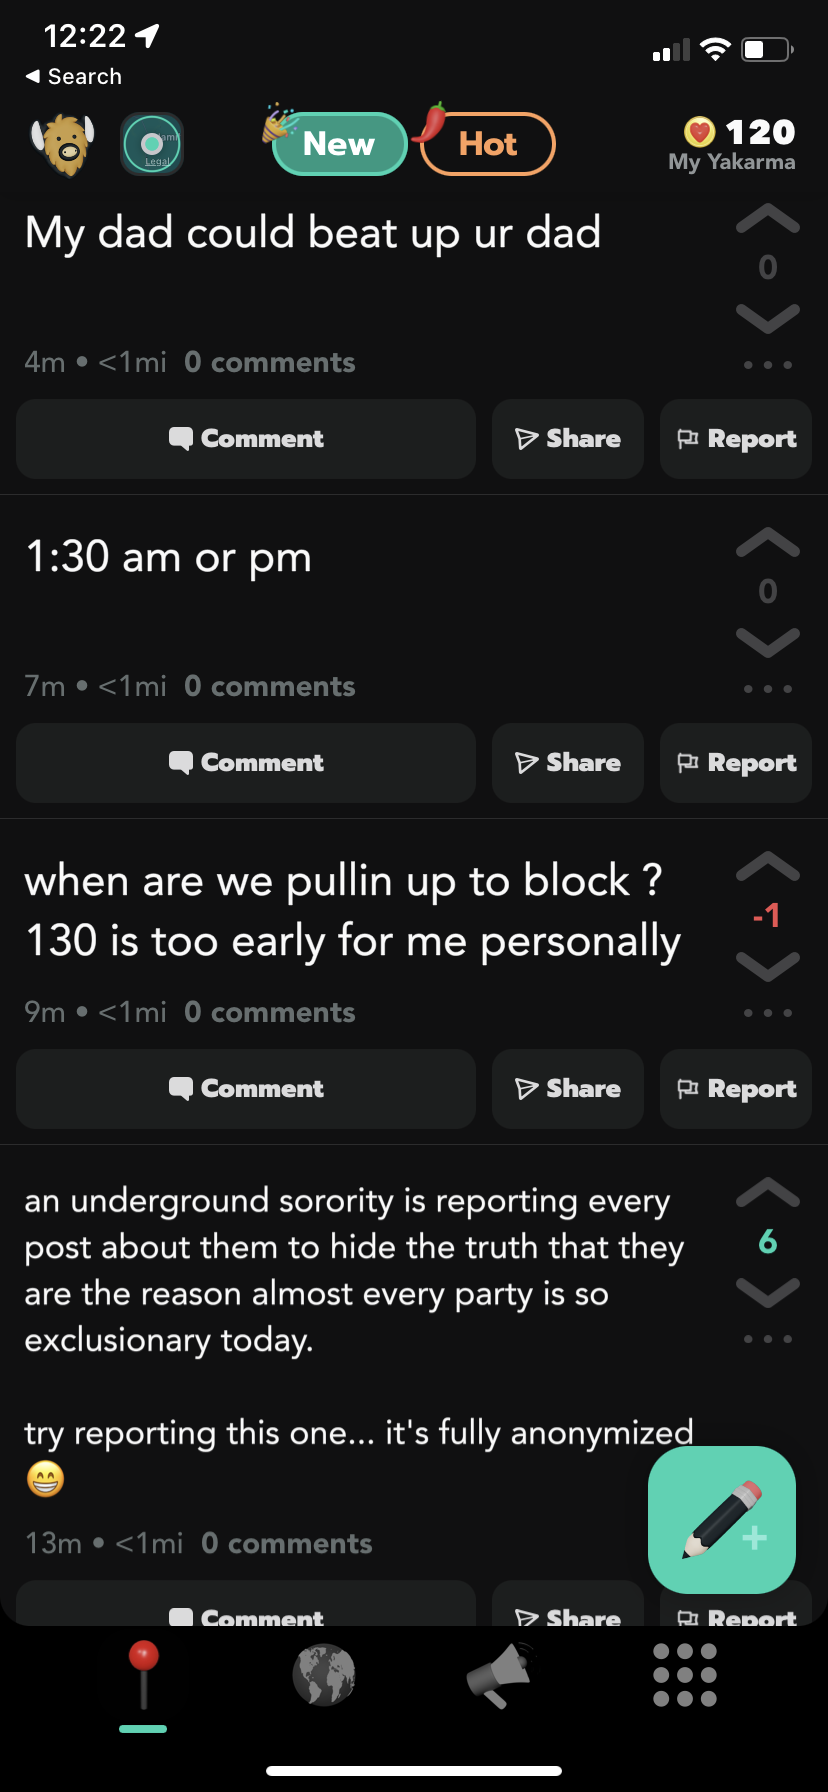 12:22
Search
Legal
New
Hot
120
My Yakarma
My dad could beat up ur dad
0
4m • <1mi 0 comments
Comment
Share
Report
1:30 am or pm
0
7m • <1mi 0 comments
Comment
Share
Report
when are we pullin up to block ?
130 is too early for me personally
-1
9m • <1mi 0 comments
Comment
Share
Report
an underground sorority is reporting every
post about them to hide the truth that they
are the reason almost every party is so
exclusionary today.
try reporting this one... it's fully anonymized
😁
6
13m • <1mi 0 comments
Comment
Share
Report